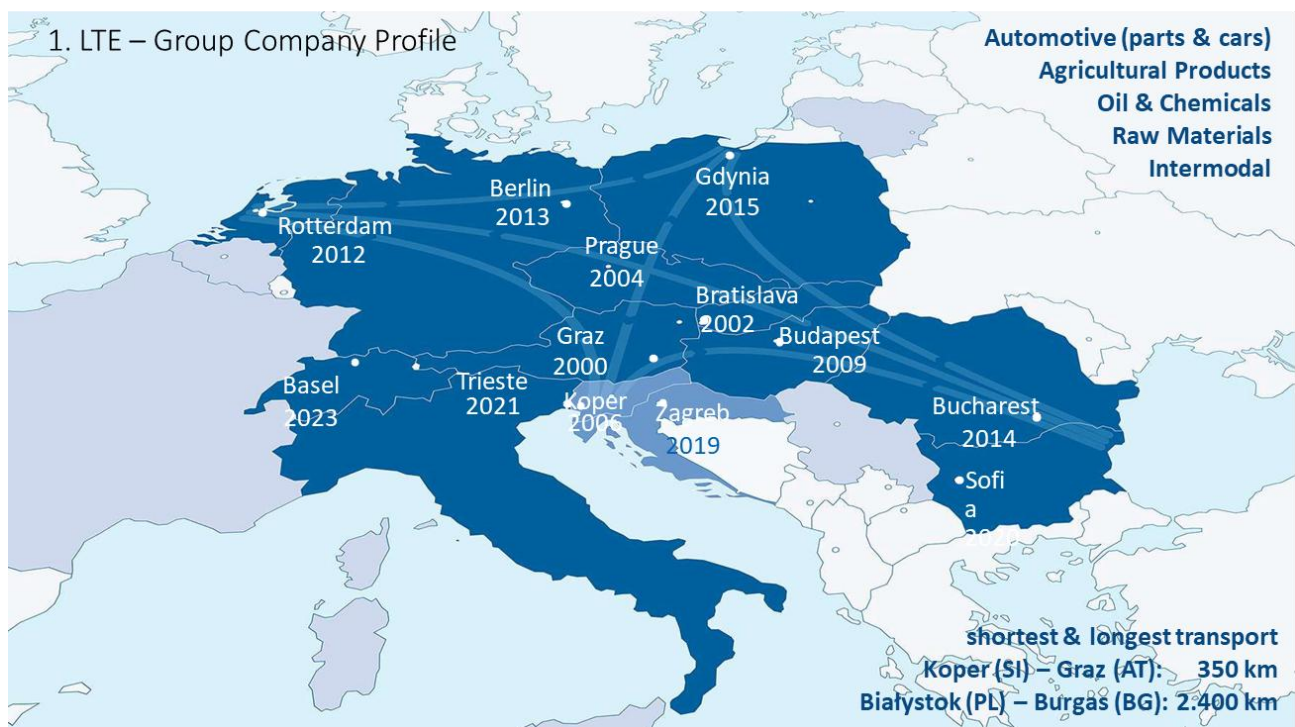 1. LTE – Group Company Profile
Automotive (parts & cars)
Agricultural Products
Oil & Chemicals
Raw Materials
Intermodal
Berlin
2013
Gdynia
2015
Rotterdam
2012
Prague
2004
Bratislava
2002
Graz
2000
Budapest
2009
Basel
2023
Trieste
2021
Koper
2006
Zagreb
2019
Bucharest
2014
Sofi
a
shortest & longest transport
Koper (SI) – Graz (AT): 350 km
Białystok (PL) – Burgas (BG): 2.400 km